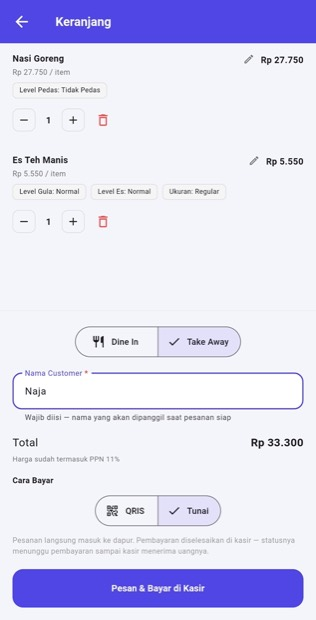 Keranjang
Nasi Goreng
Rp 27.750
Rp 27.750 / item
Level Pedas: Tidak Pedas
1
Es Teh Manis
Rp 5.550
Rp 5.550 / item
Level Gula: Normal
Level Es: Normal
Ukuran: Regular
1
Dine In
Take Away
Nama Customer *
Naja
Wajib diisi — nama yang akan dipanggil saat pesanan siap
Total
Rp 33.300
Harga sudah termasuk PPN 11%
Cara Bayar
QRIS
Tunai
Pesanan langsung masuk ke dapur. Pembayaran diselesaikan di kasir — statusnya
menunggu pembayaran sampai kasir menerima uangnya.
Pesan & Bayar di Kasir